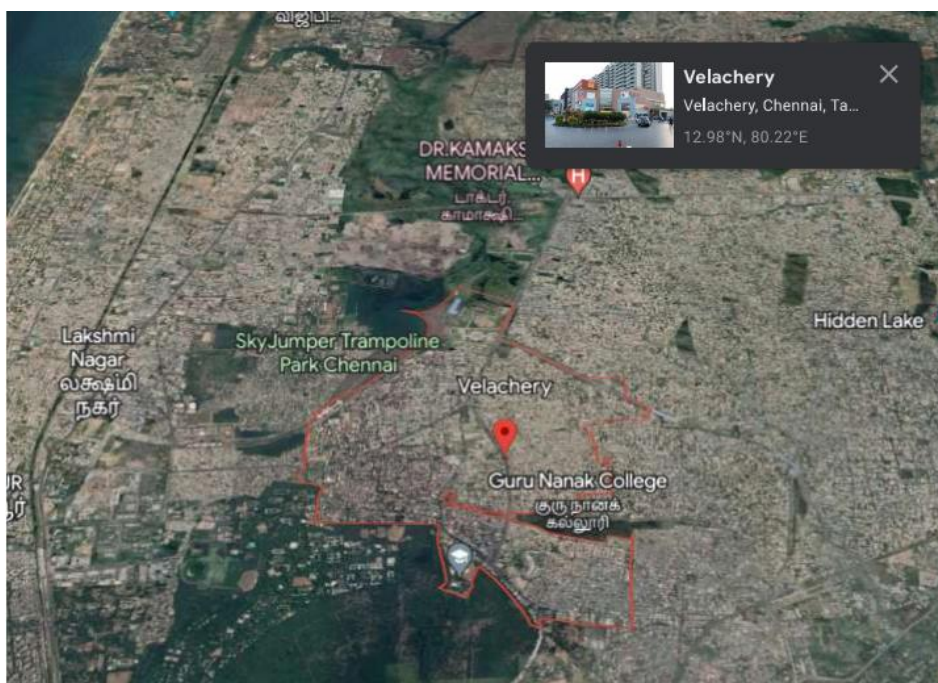 விஜிபி...
Velachery
Velachery, Chennai, Ta...
12.98°N, 80.22°E
DR.KAMAKS
MEMORIAL...
டாக்டர்.
காமாக்ஷி...
H
Hidden Lake
Lakshmi
Nagar
லக்ஷ்மி
நகர்
SkyJumper Trampoline
Park Chennai
Velachery
UR
Guru Nanak College
குரு நானக்
கல்லூரி